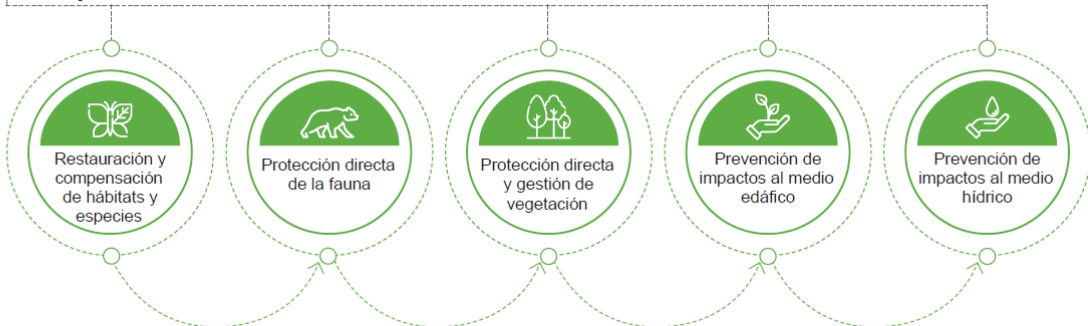 Restauración y
compensación
de hábitats y
especies
Protección directa
de la fauna
Protección directa
y gestión de
vegetación
Prevención de
impactos al medio
edáfico
Prevención de
impactos al medio
hídrico